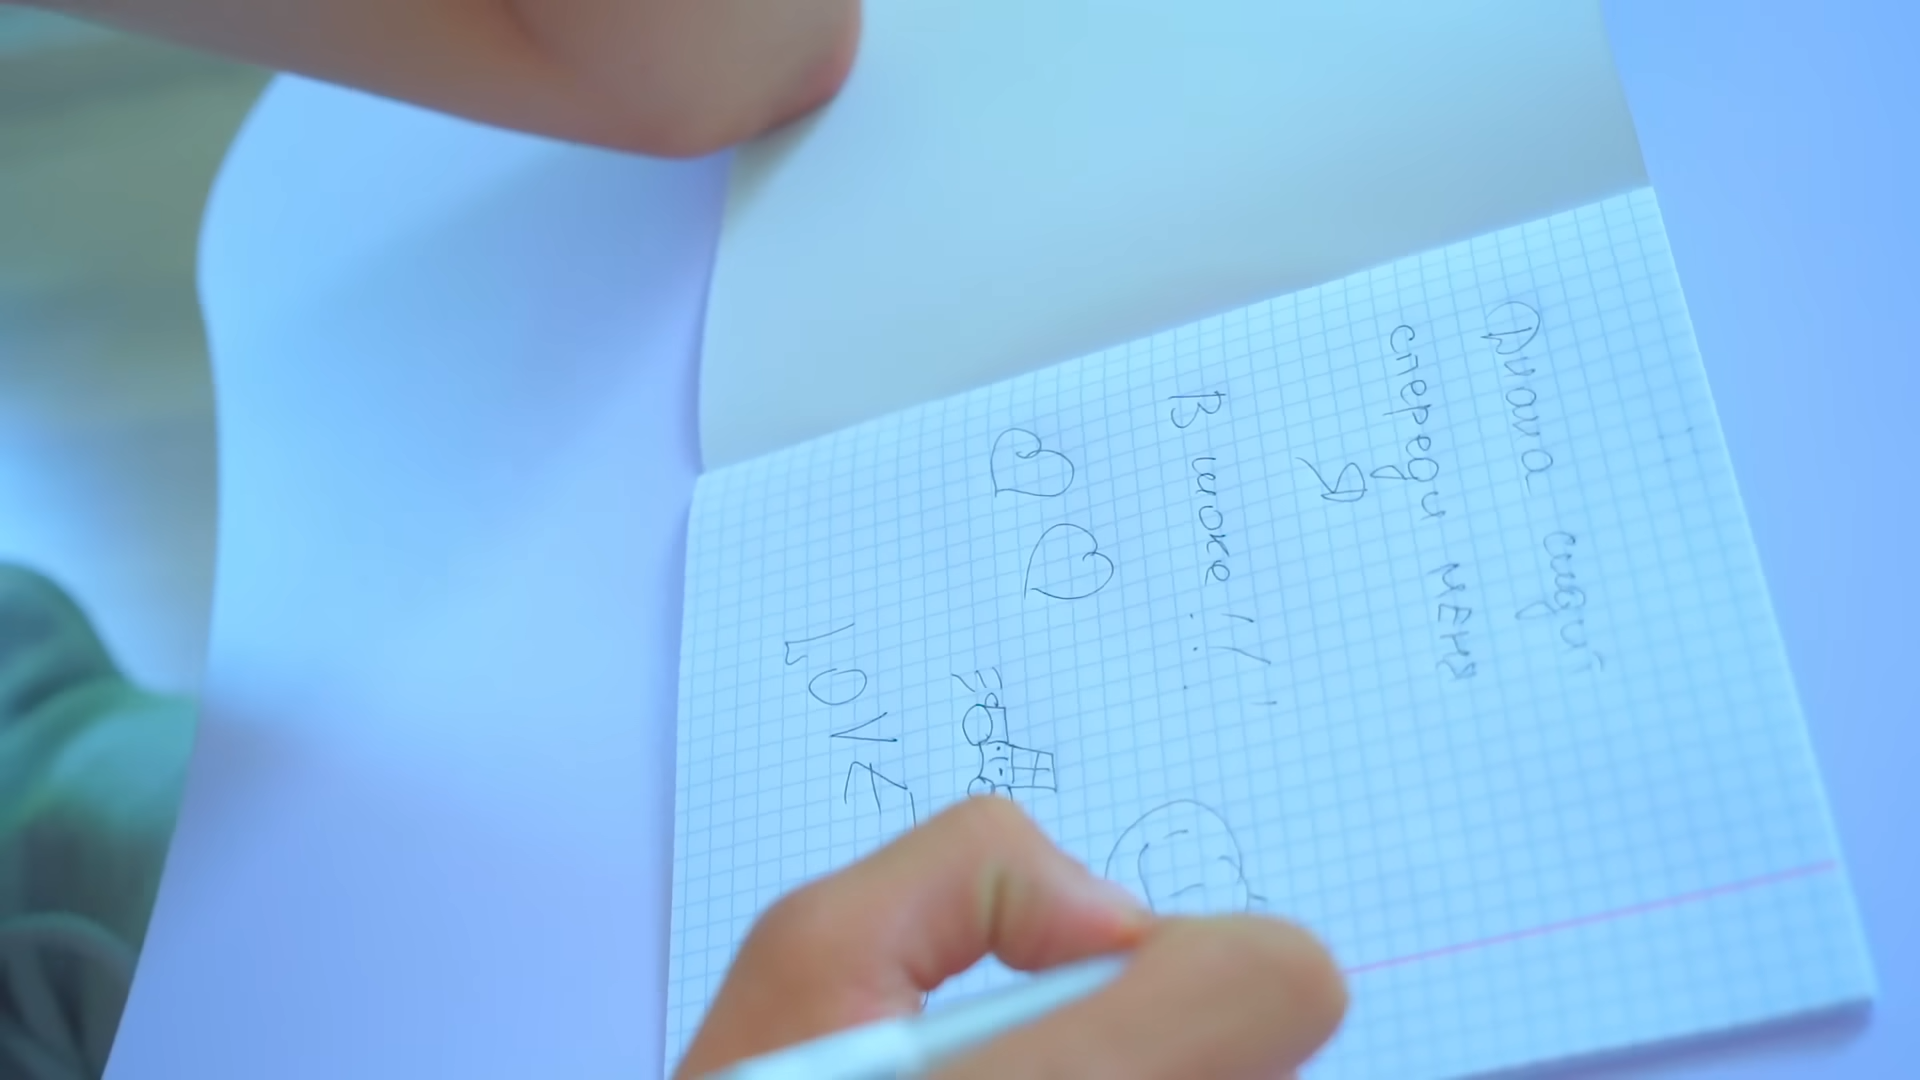 Диана сидит
спереди меня
Я
В шоке!!!
LOVE